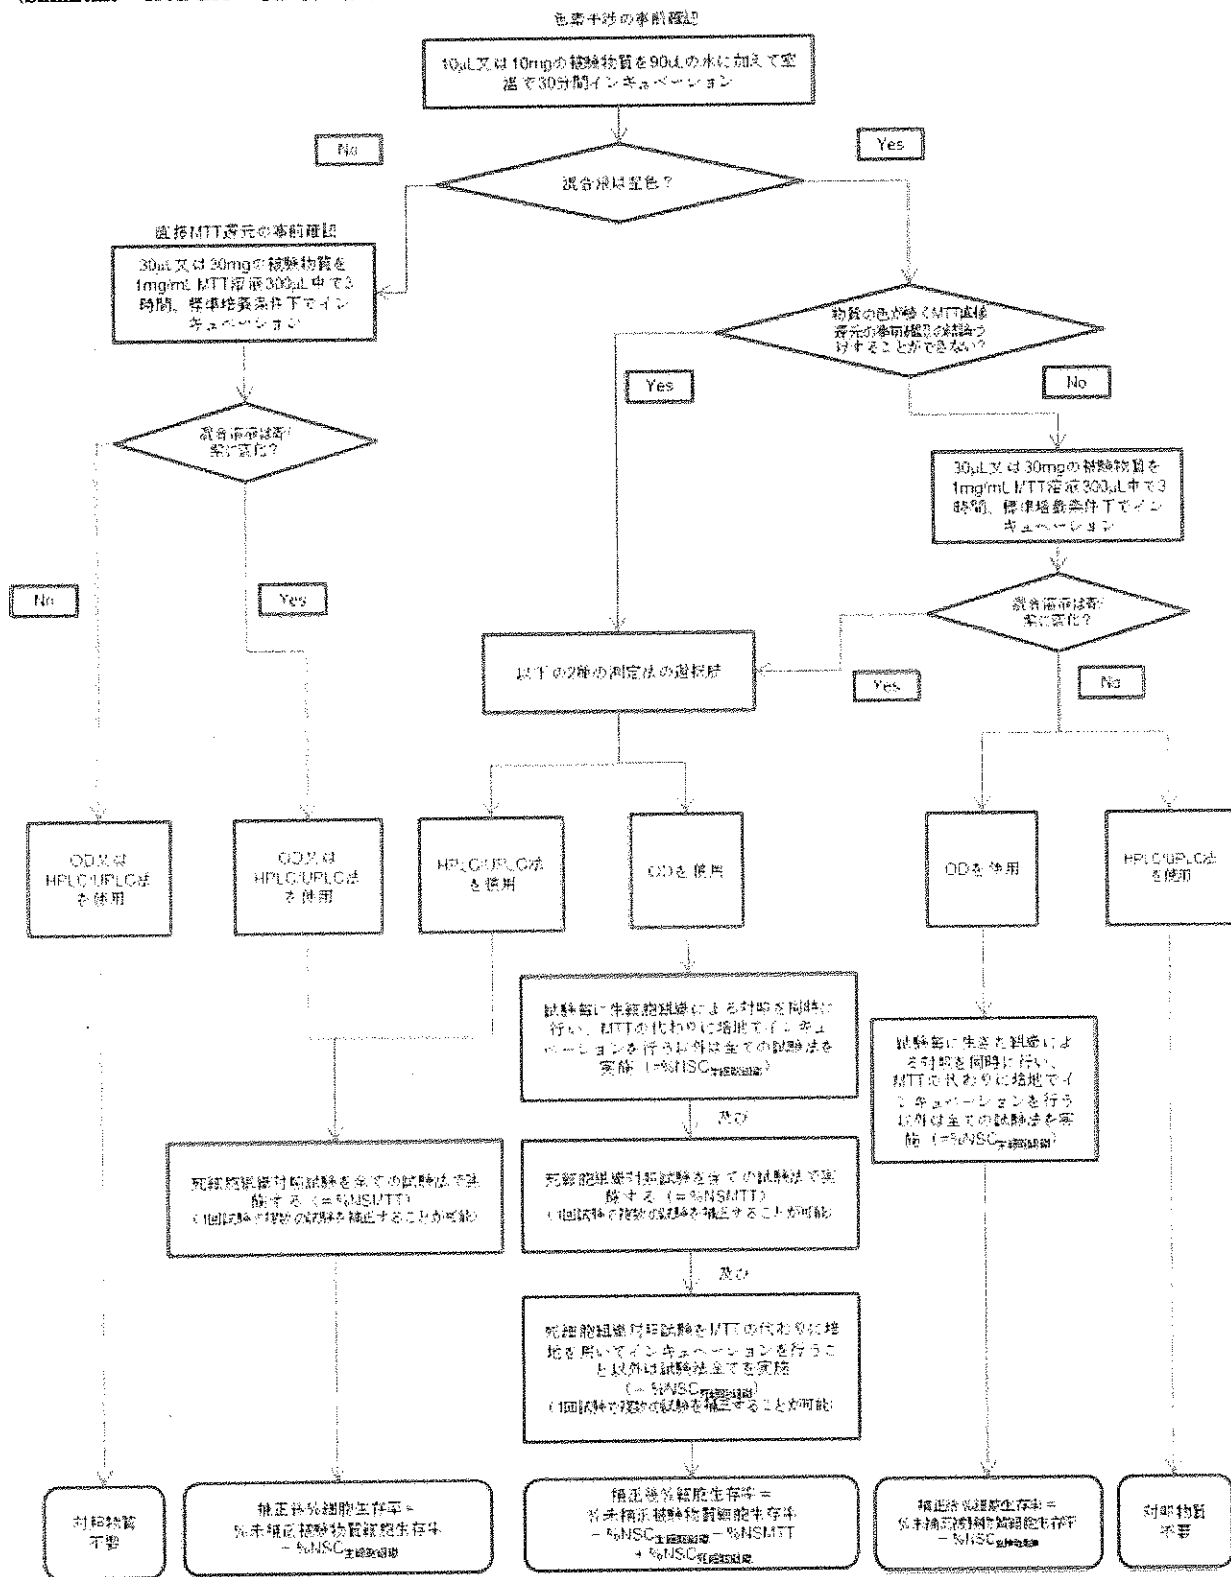 色素干渉の事前確認
10µL又は10mgの被験物質を90uLの水に加えて室
温で30分間インキュベーション
No
Yes
混合液は
色？
直接MTT還元の事前確認
30µL又は30mgの被験物質を
1mg/mL MTT溶液300µL中で3
時間、標準培養条件下でイン
キュベーション
物質の色が強くMTT直接
還元の事前確認の結論づ
けすることができない？
Yes
No
混合溶液は青/
紫に変化？
30µL又は30mgの被験物質を
1mg/mL MTT溶液300µL中で3
時間、標準培養条件下でイン
キュベーション
No
Yes
混合溶液は青/
紫に変化？
以下の2種の測定法の選択肢
Yes
No
OD又は
HPLC/UPLC法
を使用
OD又は
HPLC/UPLC法
を使用
HPLC/UPLC法
を使用
ODを使用
ODを使用
HPLC/UPLC法
を使用
試験毎に生細胞組織による対照を同時に
行い、MTTの代わりに培地でインキュ
ベーションを行う以外は全ての試験法を
実施（=%NSC生細胞組織）
試験毎に生きた組織によ
る対照を同時に行い、
MTTの代わりに培地でイ
ンキュベーションを行う
以外は全ての試験法を実
施（=%NSC生細胞組織）
及び
死細胞組織対照試験を全ての試験法で実
施する（=%NSMTT）
（1回試験で複数の試験を補正することが可能）
死細胞組織対照試験を全ての試験法で実
施する（=%NSMTT）
（1回試験で複数の試験を補正することが可能）
及び
死細胞組織対照試験をMTTの代わりに培
地を用いてインキュベーションを行うこ
と以外は試験法全てを実施
（=%NSC死細胞組織）
（1回試験で複数の試験を補正することが可能）
対照物質
不要
補正後%細胞生存率=
%未補正被験物質細胞生存率
- %NSC生細胞組織
補正後%細胞生存率=
%未補正被験物質細胞生存率
- %NSC生細胞組織 - %NSMTT
+ %NSC死細胞組織
補正後%細胞生存率=
%未補正被験物質細胞生存率
- %NSC生細胞組織
対照物質
不要